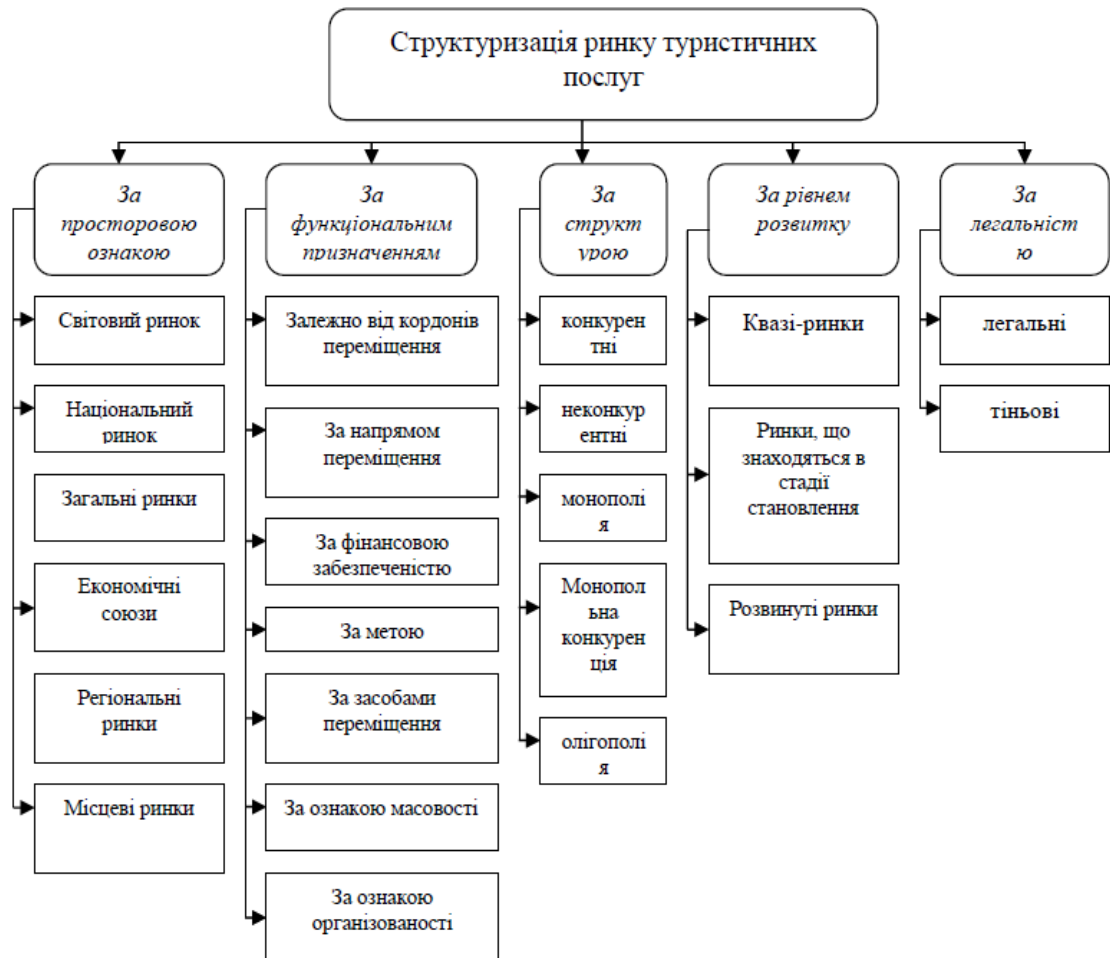 Структуризація ринку туристичних
послуг
За
просторовою
ознакою
Світовий ринок
Національний
ринок
Загальні ринки
Економічні
союзи
Регіональні
ринки
Місцеві ринки
За
функціональним
призначенням
Залежно від кордонів
переміщення
За напрямом
переміщення
За фінансовою
забезпеченістю
За метою
За засобами
переміщення
За ознакою масовості
За ознакою
організованості
За
структ
урою
конкурен
тні
неконкур
ентні
монополі
я
Монопол
ьна
конкурен
ція
олігополі
я
За рівнем
розвитку
Квазі-ринки
Ринки, що
знаходяться в
стадії
становлення
Розвинуті ринки
За
легальніст
ю
легальні
тіньові